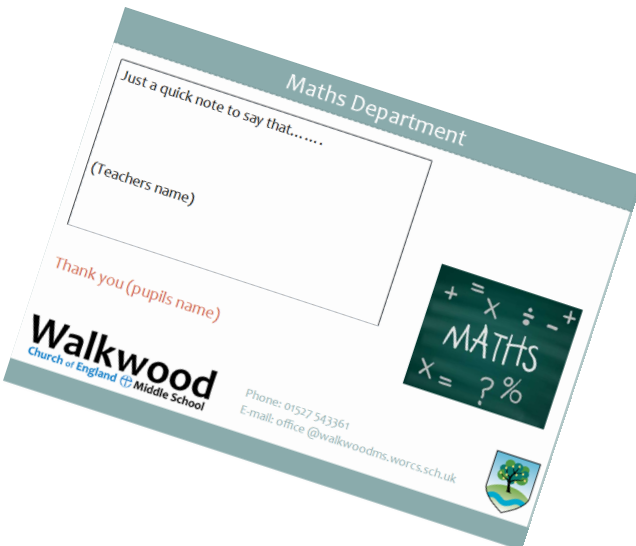 Maths Department
Just a quick note to say that.......
(Teachers name)
Thank you (pupils name)
+ = x ÷ - +
MATHS
x = ? %
Walkwood
Church of England Middle School
Phone: 01527 543361
E-mail: office @walkwoodms.worcs.sch.uk